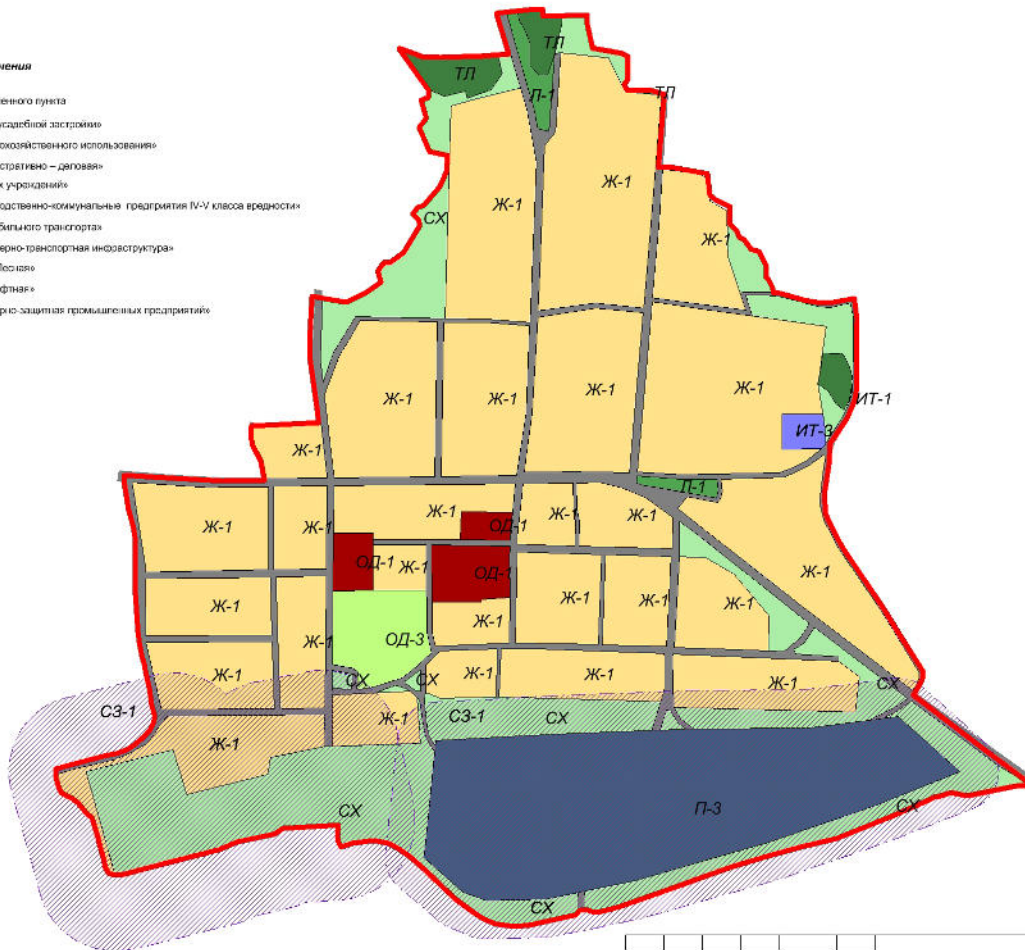 чения
енного пункта
усадебной застройки»
охозяйственного использования»
стративно – деловая»
х учреждений»
одственно-коммунальные предприятия IV-V класса вредности»
бильного транспорта»
ерно-транспортная инфраструктура»
Лесная»
фтная»
рно-защитная промышленных предприятий»
ТЛ
ТЛ
П-1
ТЛ
Ж-1
Ж-1
СХ
Ж-1
Ж-1
Ж-1
Ж-1
Ж-1
ИТ-1
ИТ-3
Ж-1
П-1
Ж-1
Ж-1
Ж-1
ОД-1
Ж-1
Ж-1
ОД-1
Ж-1
ОД-1
Ж-1
Ж-1
Ж-1
Ж-1
Ж-1
Ж-1
Ж-1
ОД-3
Ж-1
Ж-1
СХ
СХ
Ж-1
Ж-1
Ж-1
СХ
СЗ-1
Ж-1
СЗ-1
СХ
Ж-1
СХ
П-3
СХ
СХ